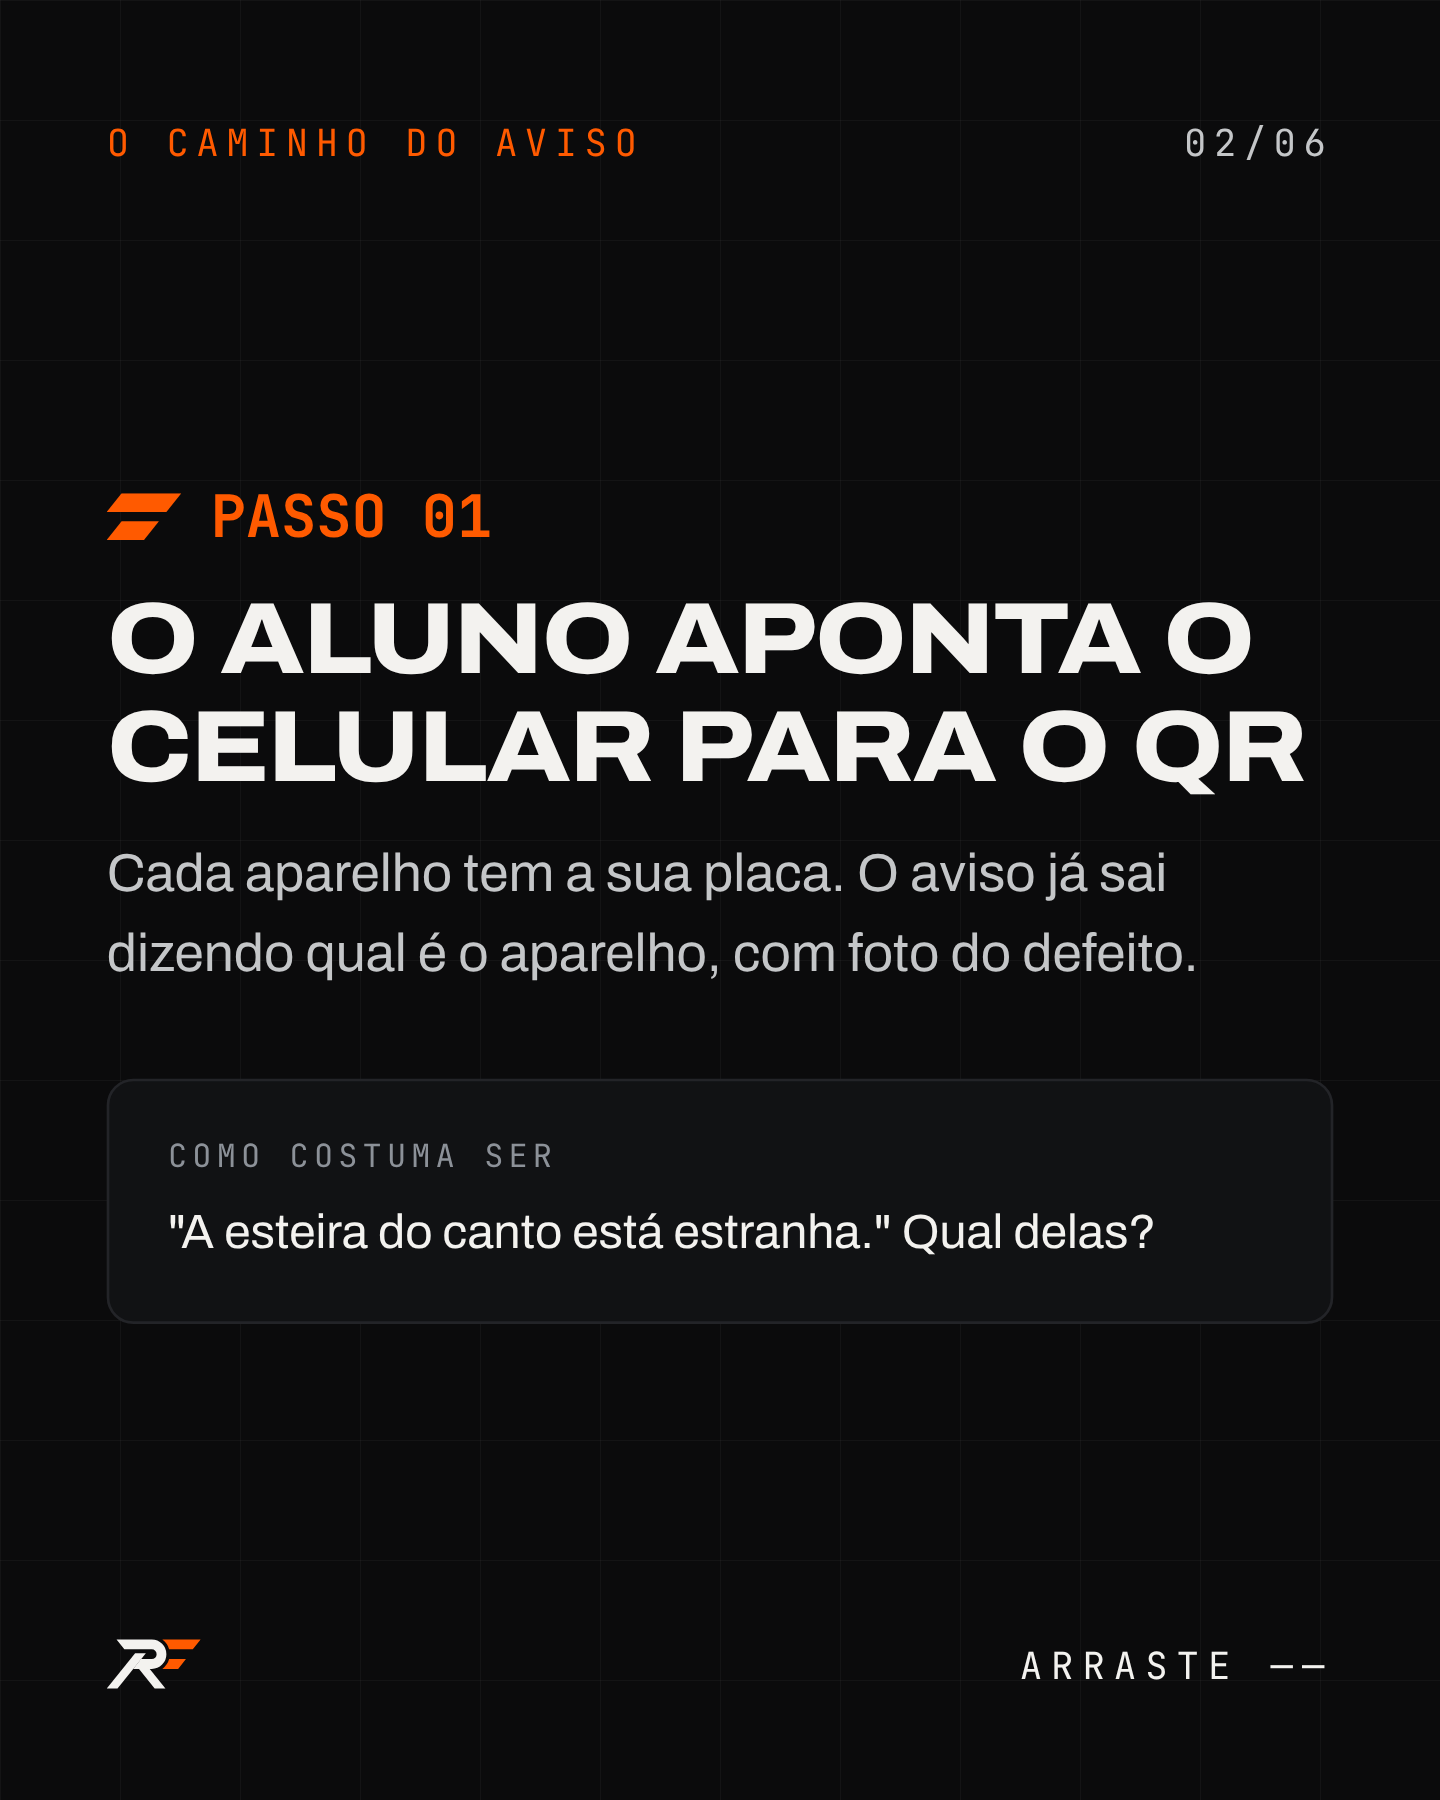 O CAMINHO DO AVISO
02/06
PASSO 01
O ALUNO APONTA O
CELULAR PARA O QR
Cada aparelho tem a sua placa. O aviso já sai
dizendo qual é o aparelho, com foto do defeito.
COMO COSTUMA SER
"A esteira do canto está estranha." Qual delas?
RF
ARRASTE ——